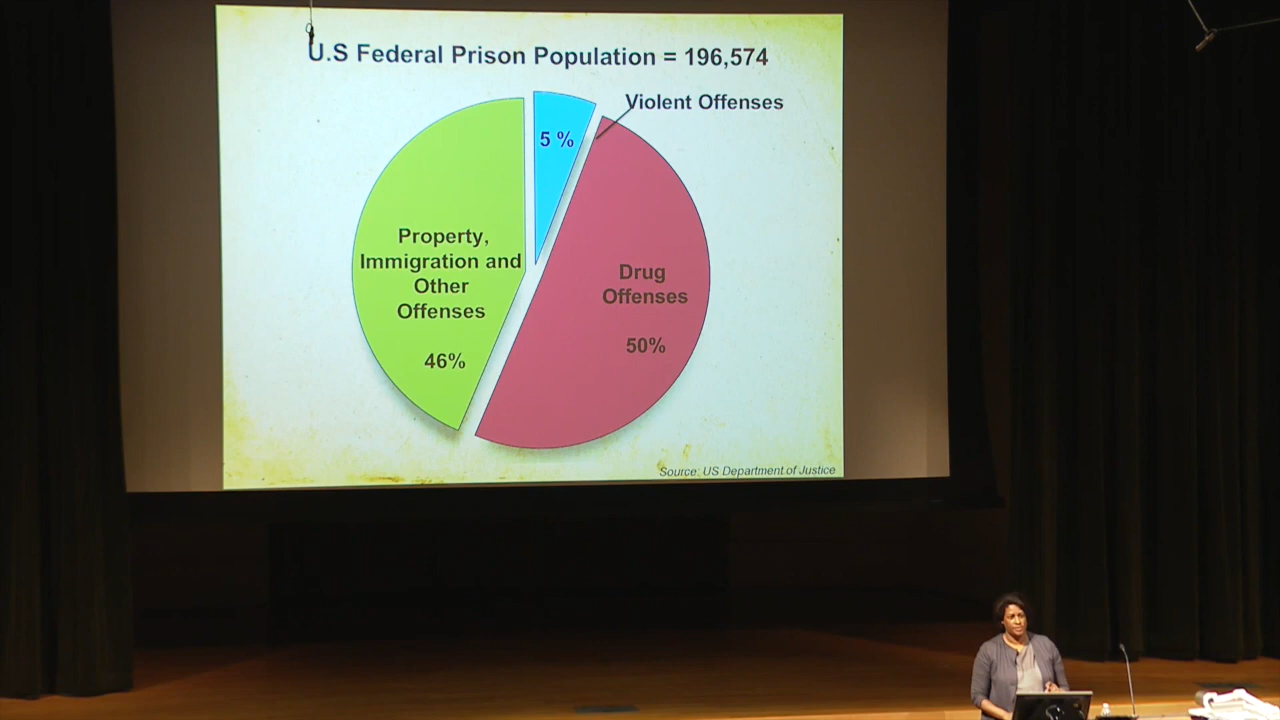 U.S Federal Prison Population = 196,574
Violent Offenses
5 %
Property,
Immigration and
Other
Offenses
46%
Drug
Offenses
50%
Source: US Department of Justice